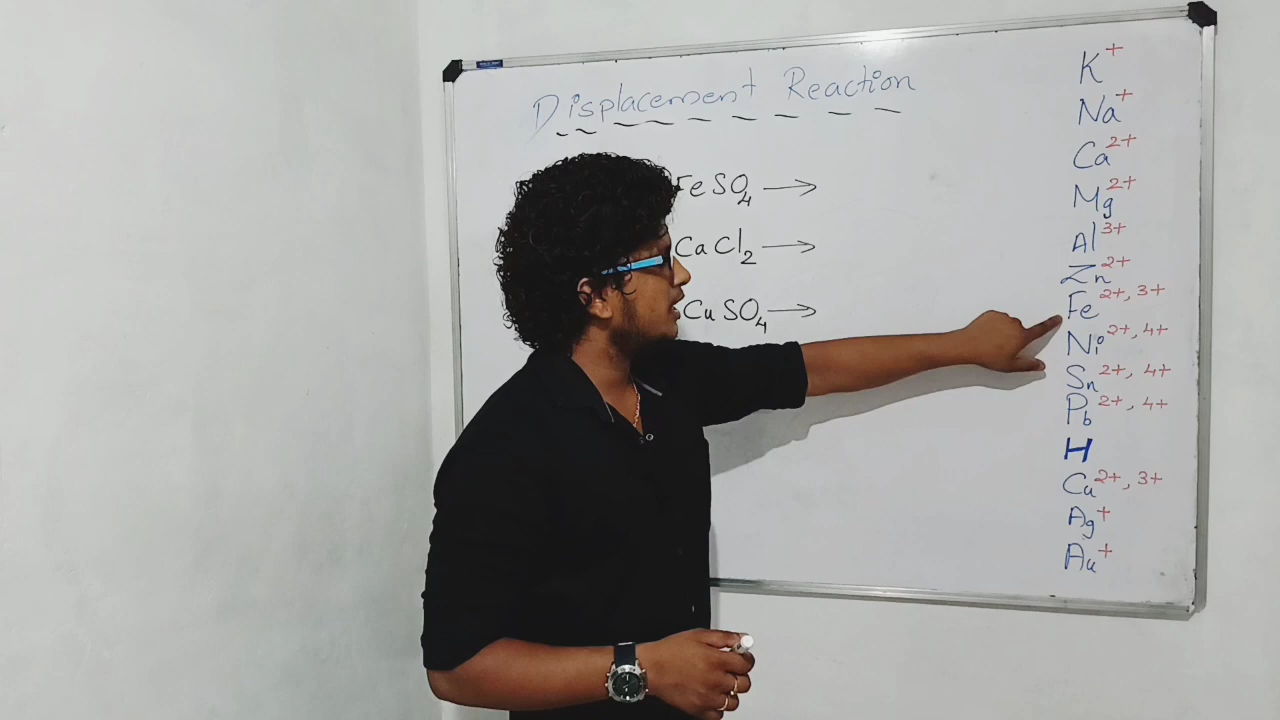 Displacement Reaction
FeSO₄ →
CaCl₂ →
CuSO₄ →
K⁺
Na⁺
Ca²⁺
Mg²⁺
Al³⁺
Zn²⁺
Fe²⁺, ³⁺
Ni²⁺, ⁴⁺
Sn²⁺, ⁴⁺
Pb²⁺, ⁴⁺
H
Cu²⁺, ³⁺
Ag⁺
Au⁺